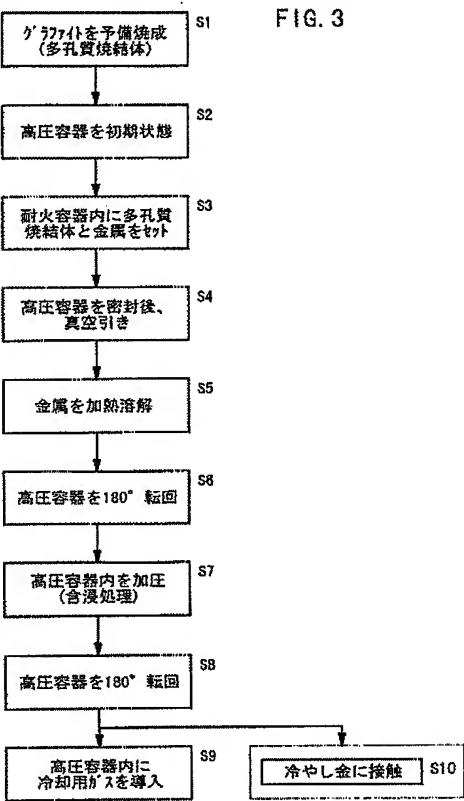 FIG. 3
S1
グラファイトを予備焼成
(多孔質焼結体)
S2
高圧容器を初期状態
S3
耐火容器内に多孔質
焼結体と金属をセット
S4
高圧容器を密封後、
真空引き
S5
金属を加熱溶解
S6
高圧容器を180° 転回
S7
高圧容器内を加圧
(含浸処理)
S8
高圧容器を180° 転回
S9
高圧容器内に
冷却用ガスを導入
冷やし金に接触
S10